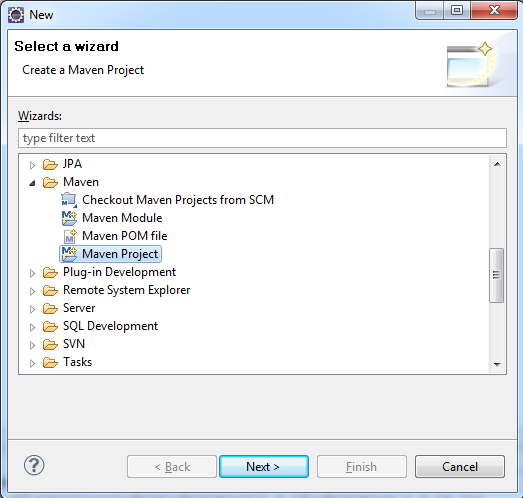 New
Select a wizard
Create a Maven Project
Wizards:
type filter text
JPA
Maven
Checkout Maven Projects from SCM
Maven Module
Maven POM file
Maven Project
Plug-in Development
Remote System Explorer
Server
SQL Development
SVN
Tasks
? < Back Next > Finish Cancel